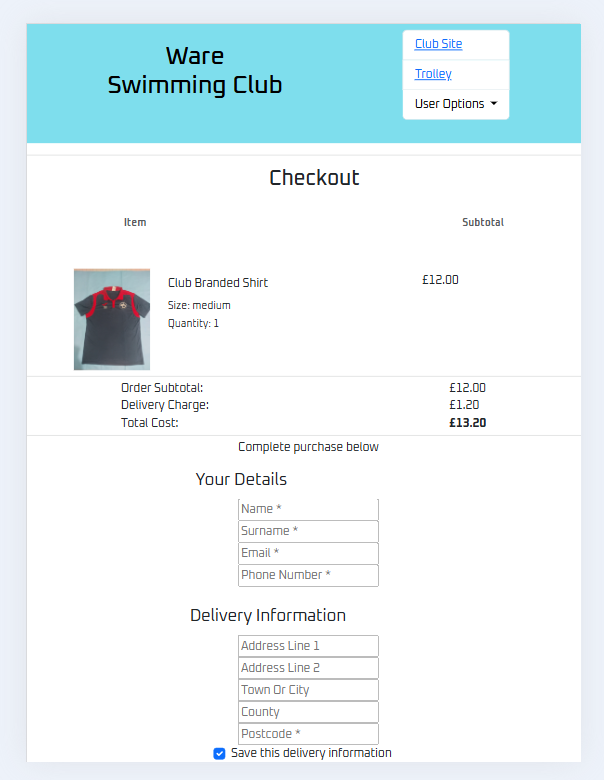 Ware
Swimming Club
Club Site
Trolley
User Options
Checkout
Item Subtotal
Club Branded Shirt £12.00
Size: medium
Quantity: 1
Order Subtotal: £12.00
Delivery Charge: £1.20
Total Cost: £13.20
Complete purchase below
Your Details
Name *
Surname *
Email *
Phone Number *
Delivery Information
Address Line 1
Address Line 2
Town Or City
County
Postcode *
Save this delivery information